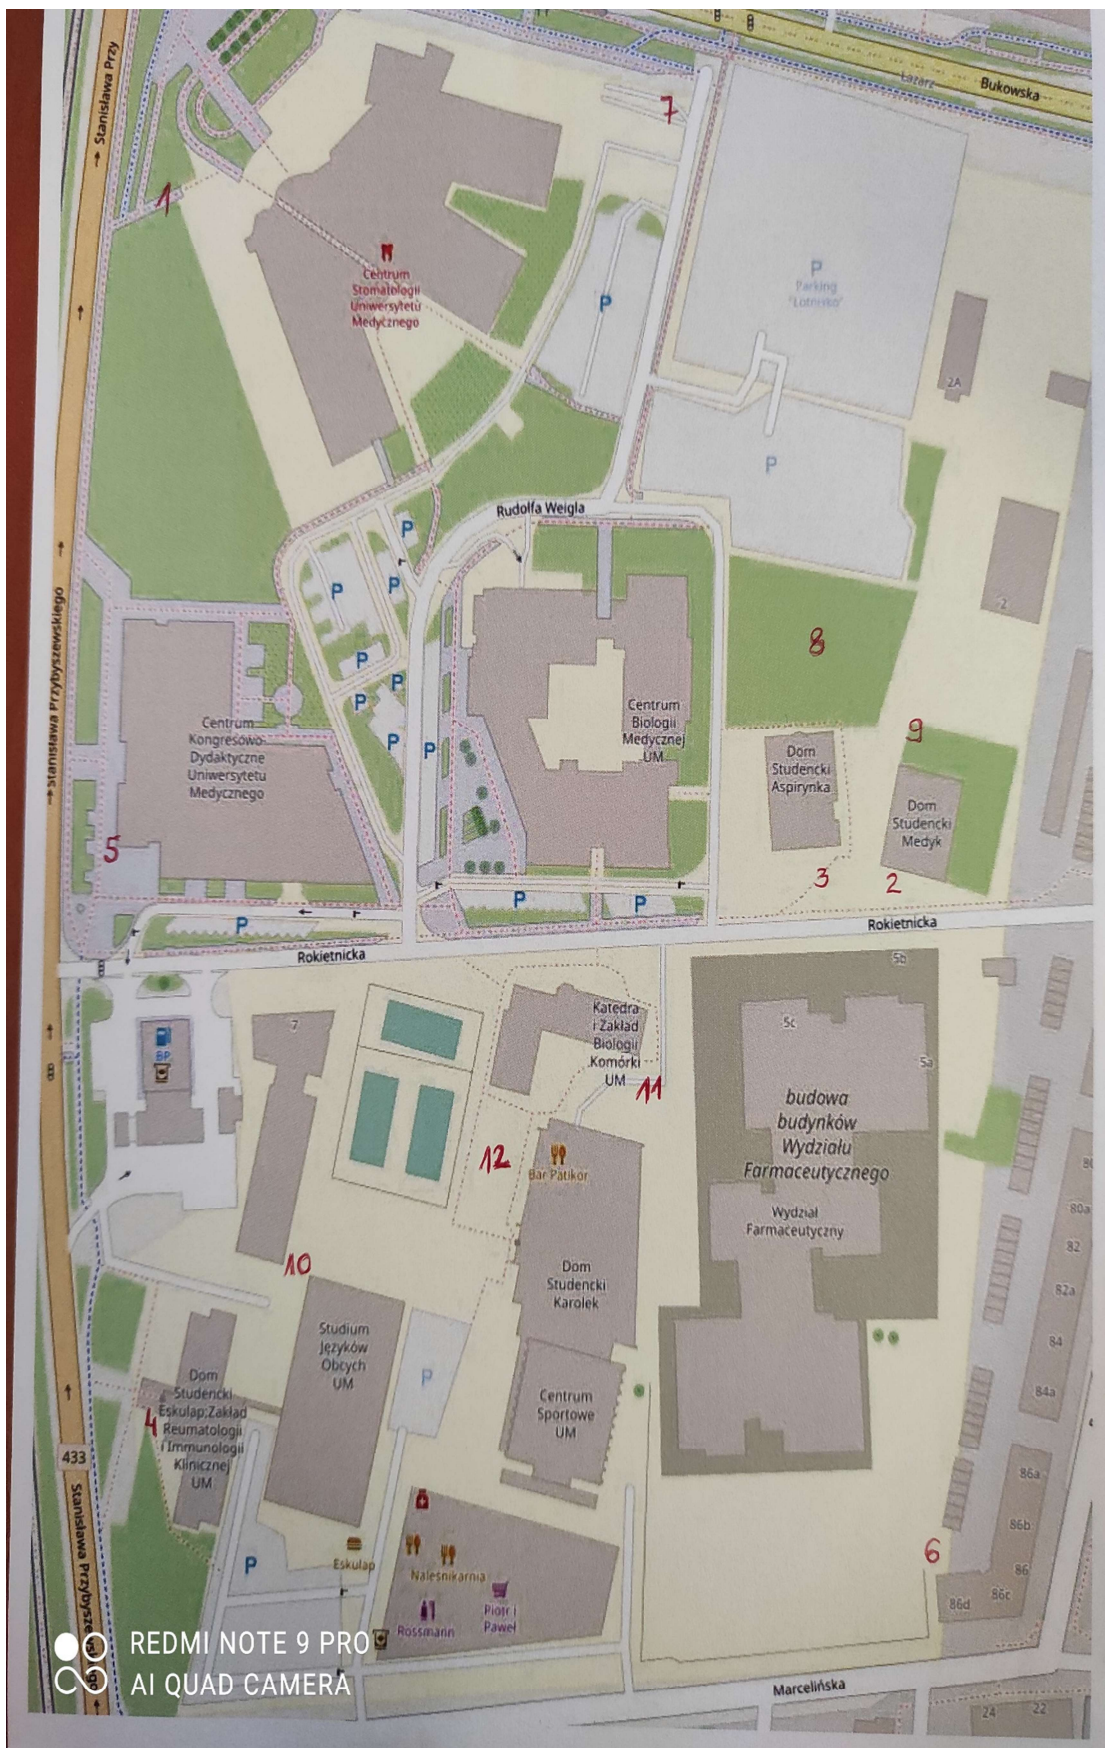 Stanisława Przy
Bukowska
Łazarz
7
1
Centrum
Stomatologii
Uniwersytetu
Medycznego
P
P
Parking
"Lotnisko"
2A
P
Rudolfa Weigla
P
P
P
2
Stanisława Przybyszewskiego
8
P
P
P
P
P
Centrum
Kongresowo-
Dydaktyczne
Uniwersytetu
Medycznego
Centrum
Biologii
Medycznej
UM
Dom
Studencki
Aspirynka
9
Dom
Studencki
Medyk
5
3
2
P
P
P
Rokietnicka
Rokietnicka
BP
7
Katedra
i Zakład
Biologii
Komórki
UM
11
5b
5c
5a
budowa
budynków
Wydziału
Farmaceutycznego
Wydział
Farmaceutyczny
12
Bar Patikor
10
Dom
Studencki
Karolek
80
80a
82
82a
84
84a
Studium
Języków
Obcych
UM
P
Dom
Studencki
Eskulap;Zakład
Reumatologii
i Immunologii
Klinicznej
UM
4
Centrum
Sportowe
UM
433
Stanisława Przybyszewskiego
86a
86b
86
86c
86d
6
P
Eskulap
Naleśnikarnia
Rossmann
Piotr i
Paweł
Marcelińska
24
22
REDMI NOTE 9 PRO
AI QUAD CAMERA